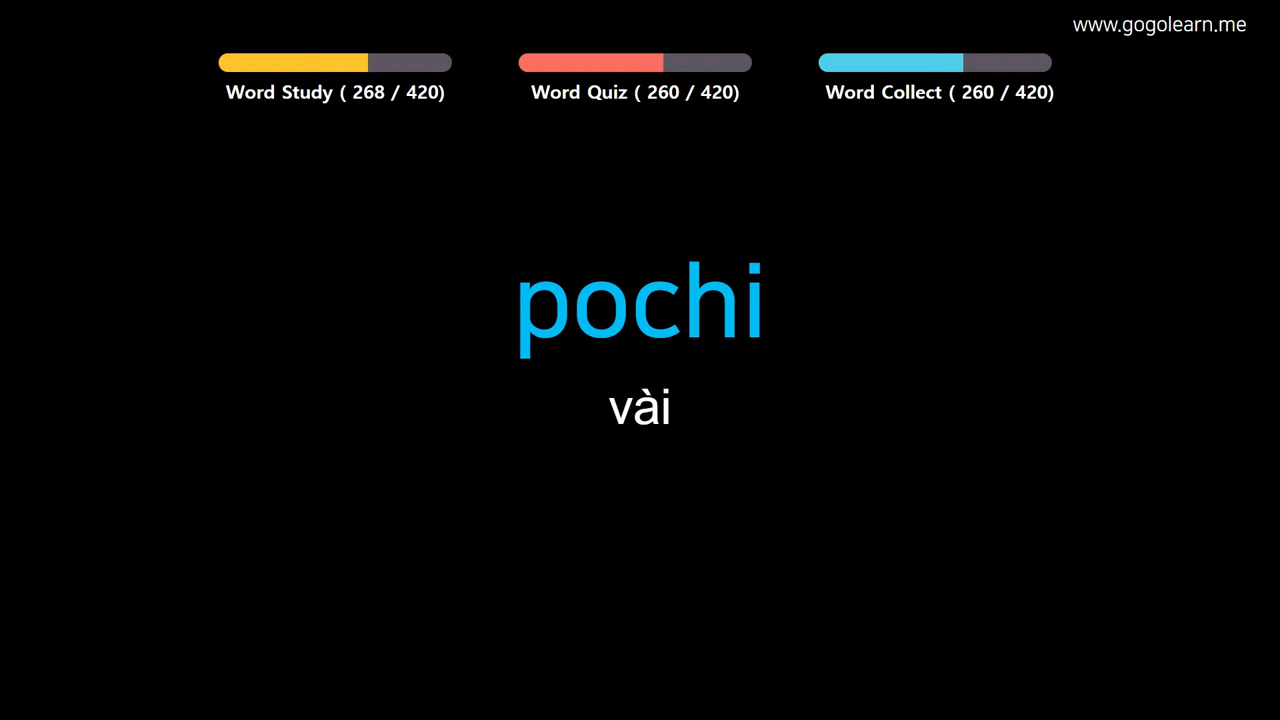 www.gogolearn.me
Word Study ( 268 / 420)
Word Quiz ( 260 / 420)
Word Collect ( 260 / 420)
pochi
vài